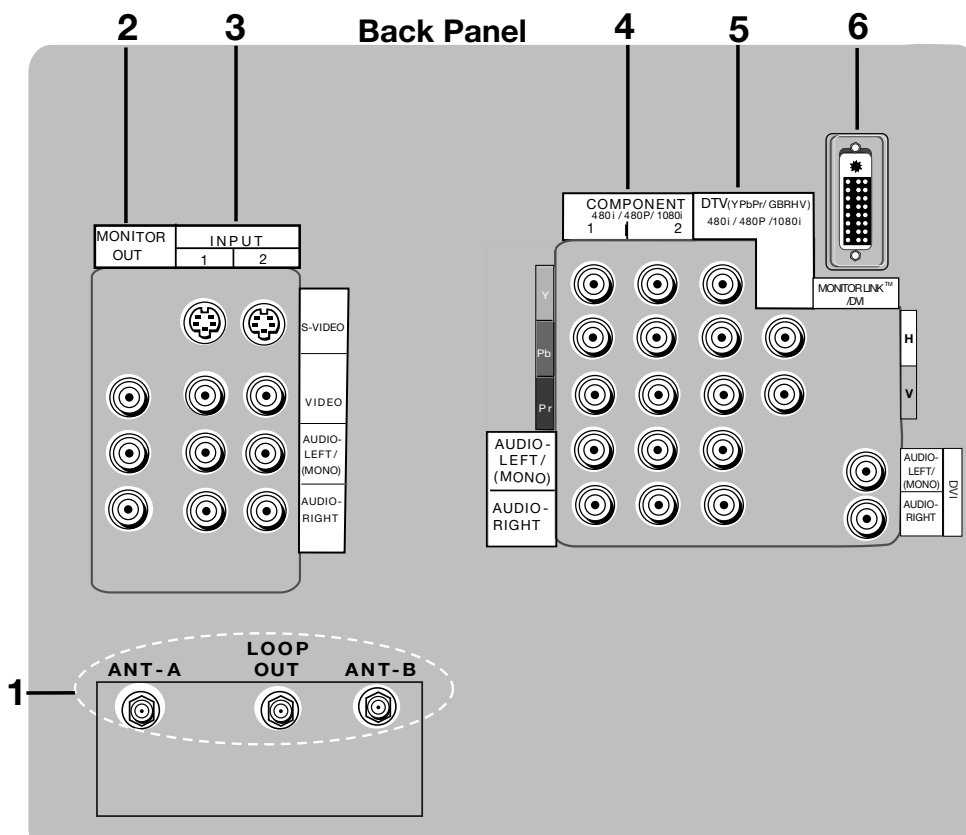 Back Panel
2
3
4
5
6
MONITOR
OUT
INPUT
1 2
S-VIDEO
VIDEO
AUDIO-
LEFT/
(MONO)
AUDIO-
RIGHT
COMPONENT
480i / 480P / 1080i
1 2
DTV (YPbPr/ GBRHV)
480i / 480P /1080i
MONITORLINK™
/DVI
Y
Pb
Pr
H
V
AUDIO-
LEFT/
(MONO)
AUDIO-
RIGHT
AUDIO-
LEFT/
(MONO)
AUDIO-
RIGHT
DVI
1
ANT-A
LOOP
OUT
ANT-B